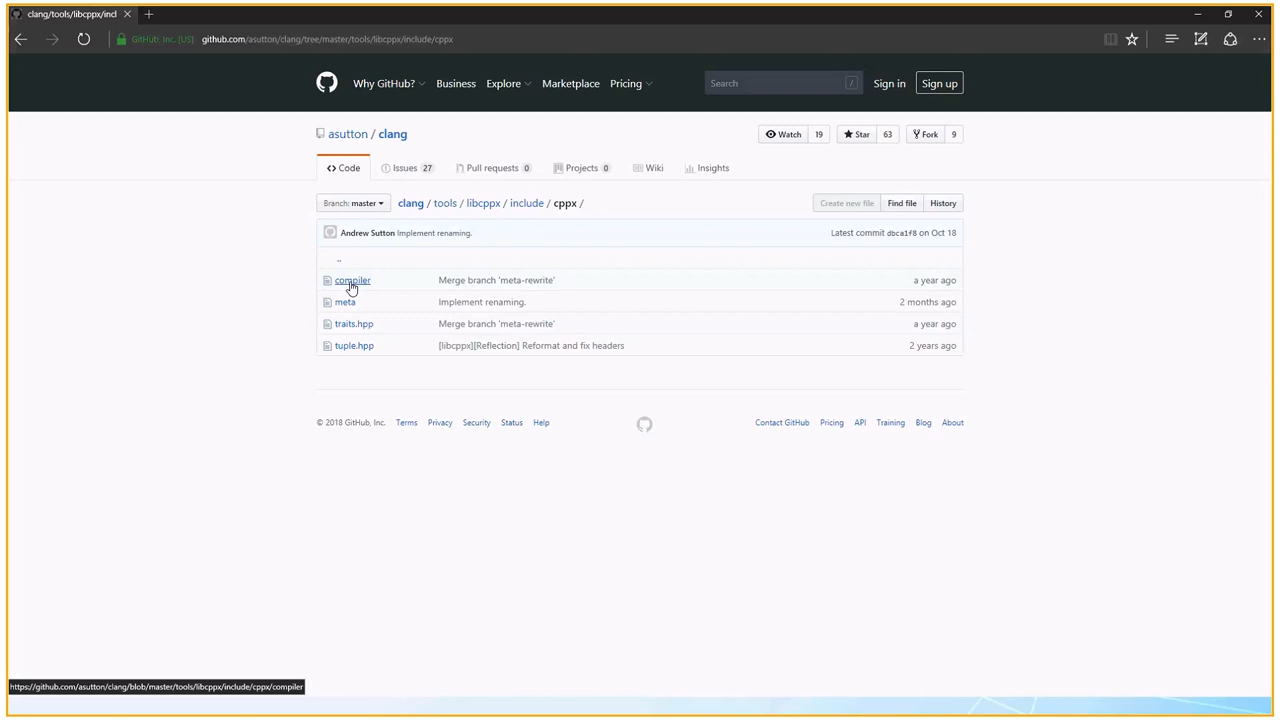 clang/tools/libcppx/incl
GitHub, Inc. [US] github.com/asutton/clang/tree/master/tools/libcppx/include/cppx
Why GitHub? Business Explore Marketplace Pricing Search / Sign in Sign up
asutton / clang Watch 19 Star 63 Fork 9
Code Issues 27 Pull requests 0 Projects 0 Wiki Insights
Branch: master clang / tools / libcppx / include / cppx / Create new file Find file History
Andrew Sutton Implement renaming. Latest commit dbca1f8 on Oct 18
..
compiler Merge branch 'meta-rewrite' a year ago
meta Implement renaming. 2 months ago
traits.hpp Merge branch 'meta-rewrite' a year ago
tuple.hpp [libcppx][Reflection] Reformat and fix headers 2 years ago
© 2018 GitHub, Inc. Terms Privacy Security Status Help Contact GitHub Pricing API Training Blog About
https://github.com/asutton/clang/blob/master/tools/libcppx/include/cppx/compiler